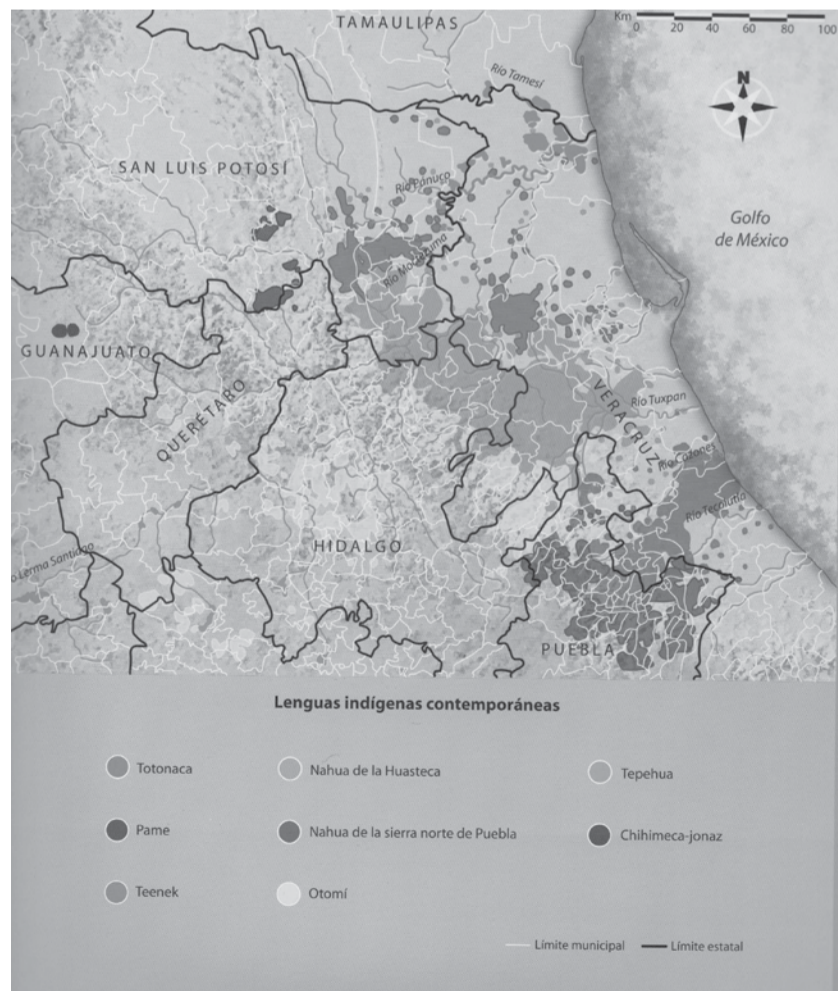 TAMAULIPAS
Km
0 20 40 60 80 100
Río Tamesí
N
SAN LUIS POTOSÍ
Río Pánuco
Golfo
de México
Río Moctezuma
GUANAJUATO
QUERÉTARO
VERACRUZ
Río Tuxpan
Río Cazones
Río Tecolutla
HIDALGO
o Lerma Santiago
PUEBLA
Lenguas indígenas contemporáneas
Totonaca
Nahua de la Huasteca
Tepehua
Pame
Nahua de la sierra norte de Puebla
Chihimeca-jonaz
Teenek
Otomí
Límite municipal
Límite estatal